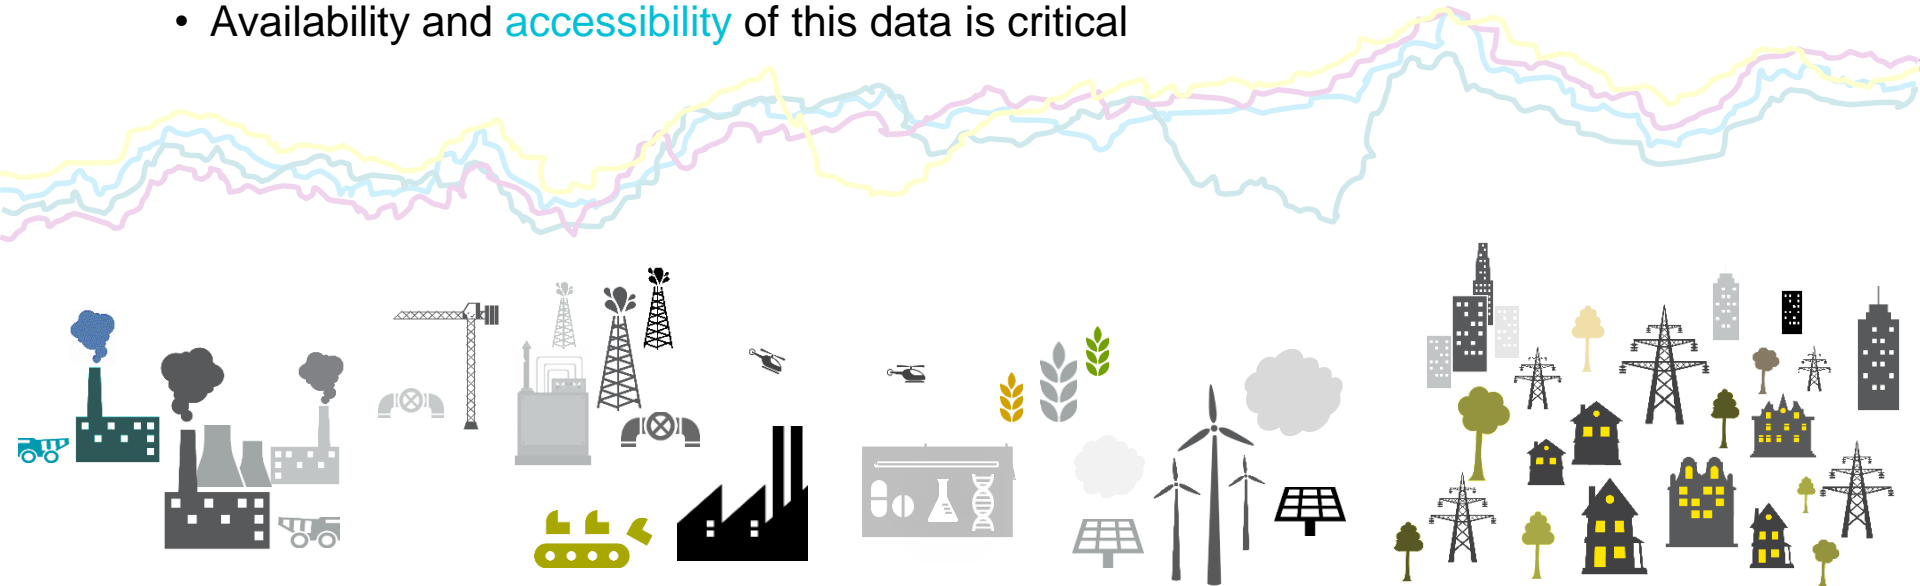 • Availability and accessibility of this data is critical